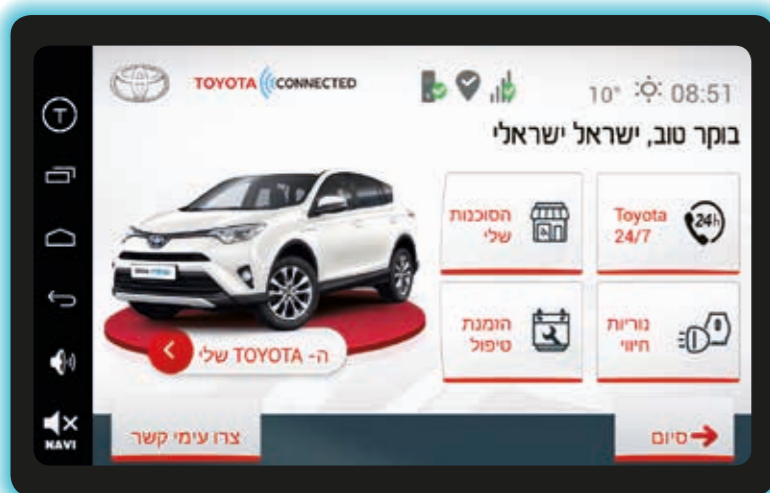 TOYOTA CONNECTED
10° 08:51
בוקר טוב, ישראל ישראלי
Toyota
24/7
24h
הסוכנות
שלי
נוריות
חיווי
הזמנת
טיפול
ה- TOYOTA שלי
סיום
צרו עימי קשר
T
NAVI